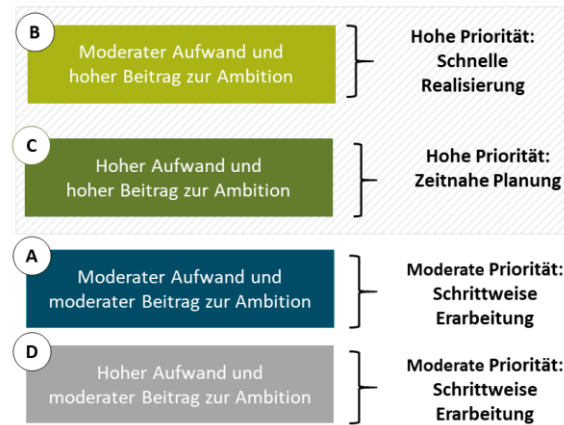 B
Moderater Aufwand und
hoher Beitrag zur Ambition
Hohe Priorität:
Schnelle
Realisierung
C
Hoher Aufwand und
hoher Beitrag zur Ambition
Hohe Priorität:
Zeitnahe Planung
A
Moderater Aufwand und
moderater Beitrag zur Ambition
Moderate Priorität:
Schrittweise
Erarbeitung
D
Hoher Aufwand und
moderater Beitrag zur Ambition
Moderate Priorität:
Schrittweise
Erarbeitung